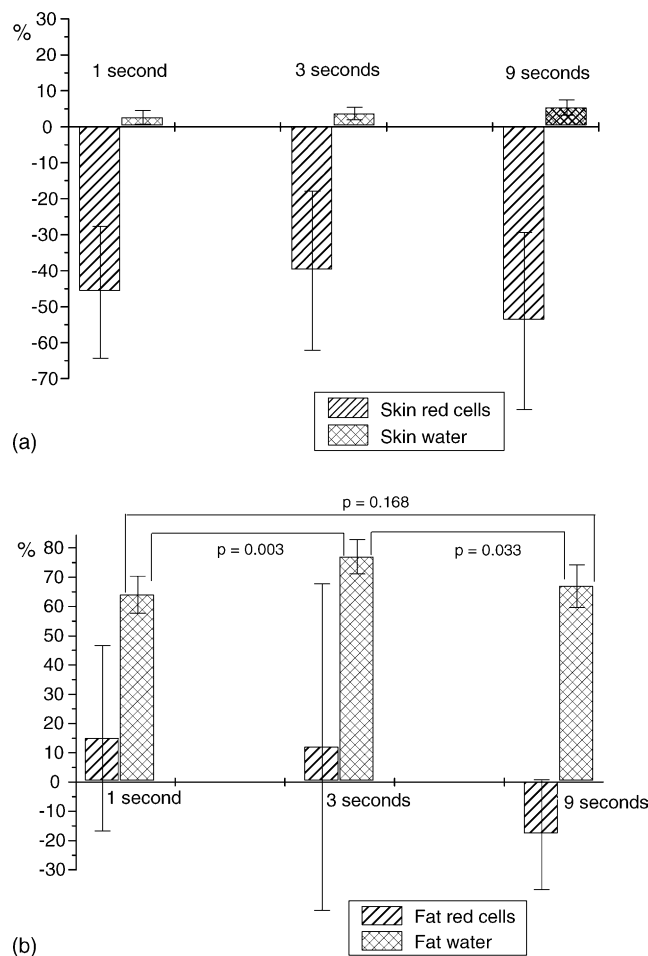 %
1 second 3 seconds 9 seconds
30
20
10
0
-10
-20
-30
-40
-50
-60
-70
Skin red cells
Skin water
(a)
p = 0.168
%
p = 0.003 p = 0.033
80
70
60
50
40
30
20
10
0
1 second 3 seconds 9 seconds
-10
-20
-30
Fat red cells
Fat water
(b)